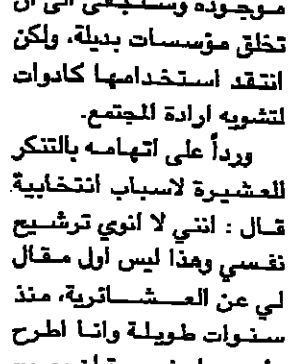 موجودة وستبقى الى ان
تخلق مؤسسات بديلة، ولكن
انتقد استخدامها كادوات
لتشويه ارادة المجتمع.
ورداً على اتهامه بالتنكر
للعشيرة لاسباب انتخابية
قال : انني لا انوي ترشيح
نفسي وهذا ليس اول مقال
لي عن العشائرية، منذ
سنوات طويلة وانا اطرح